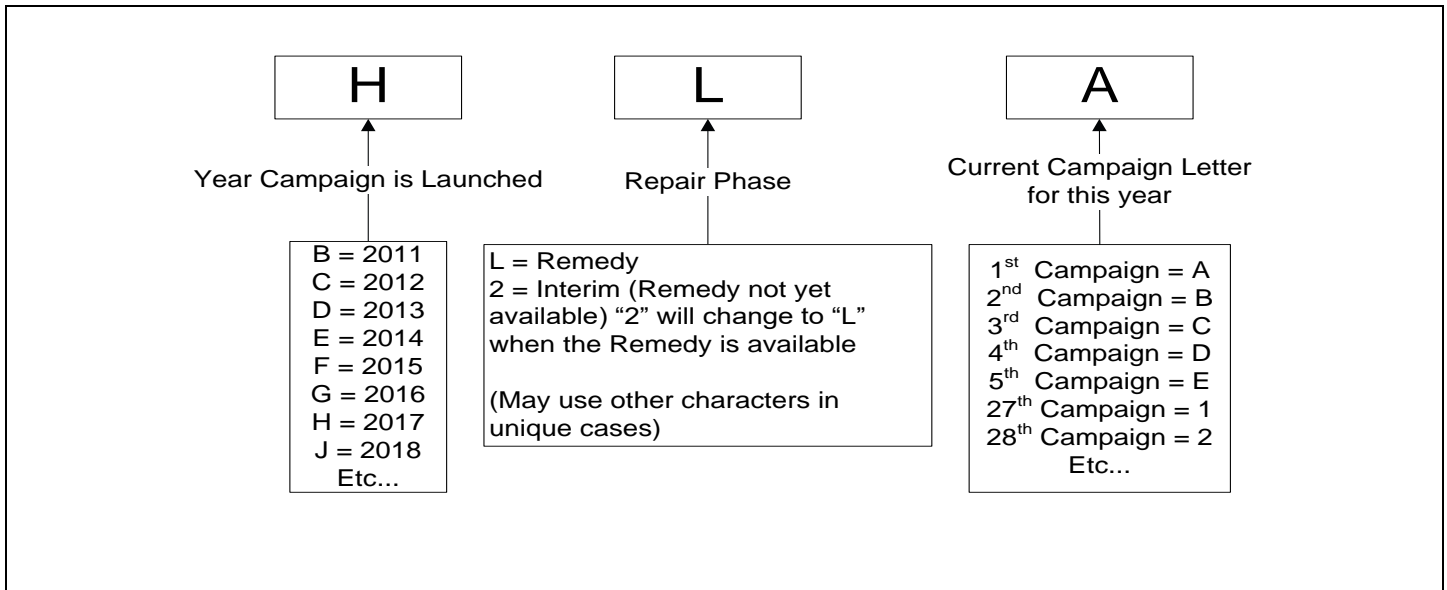 H
L
A
Year Campaign is Launched
Repair Phase
Current Campaign Letter
for this year
B = 2011
C = 2012
D = 2013
E = 2014
F = 2015
G = 2016
H = 2017
J = 2018
Etc...
L = Remedy
2 = Interim (Remedy not yet
available) “2” will change to “L”
when the Remedy is available
(May use other characters in
unique cases)
1st Campaign = A
2nd Campaign = B
3rd Campaign = C
4th Campaign = D
5th Campaign = E
27th Campaign = 1
28th Campaign = 2
Etc...